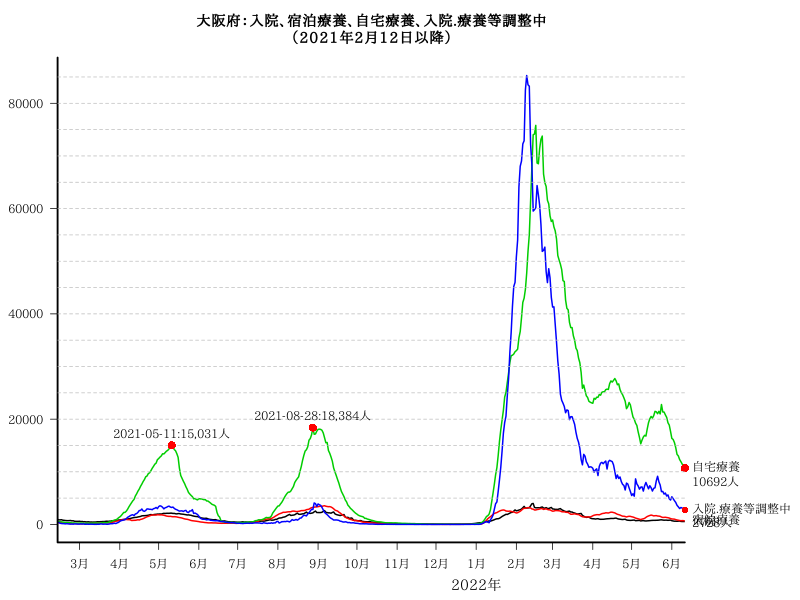 大阪府：入院、宿泊療養、自宅療養、入院.療養等調整中
（2021年2月12日以降）
80000
60000
40000
20000
0
2021-05-11:15,031人
2021-08-28:18,384人
自宅療養
10692人
入院.療養等調整中
3月
4月
5月
6月
7月
8月
9月
10月
11月
12月
1月
2月
3月
4月
5月
6月
2022年